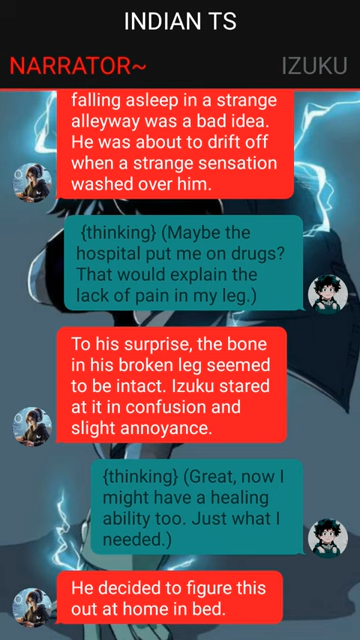 INDIAN TS
NARRATOR~
IZUKU
falling asleep in a strange
alleyway was a bad idea.
He was about to drift off
when a strange sensation
washed over him.
{thinking} (Maybe the
hospital put me on drugs?
That would explain the
lack of pain in my leg.)
To his surprise, the bone
in his broken leg seemed
to be intact. Izuku stared
at it in confusion and
slight annoyance.
{thinking} (Great, now I
might have a healing
ability too. Just what I
needed.)
He decided to figure this
out at home in bed.